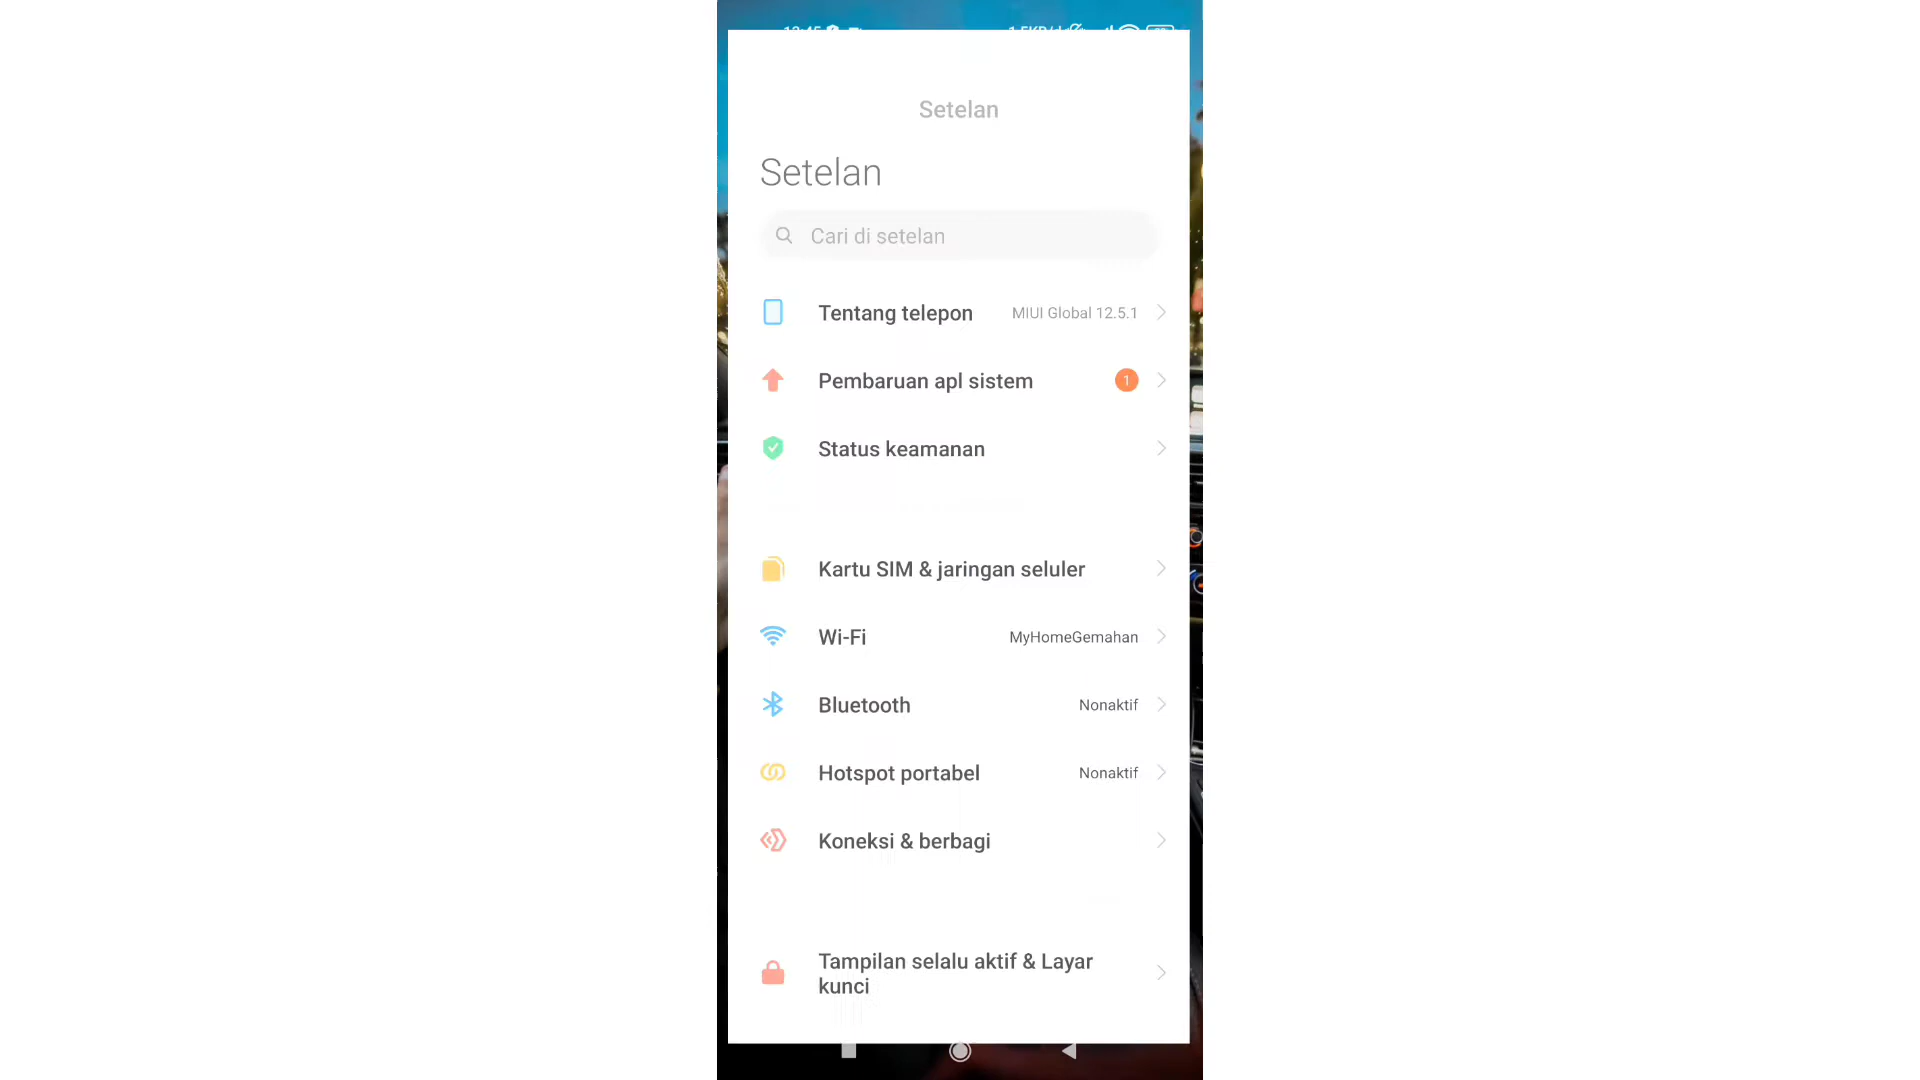 Setelan
Setelan
Cari di setelan
Tentang telepon MIUI Global 12.5.1
Pembaruan apl sistem 1
Status keamanan
Kartu SIM & jaringan seluler
Wi-Fi MyHomeGemahan
Bluetooth Nonaktif
Hotspot portabel Nonaktif
Koneksi & berbagi
Tampilan selalu aktif & Layar
kunci